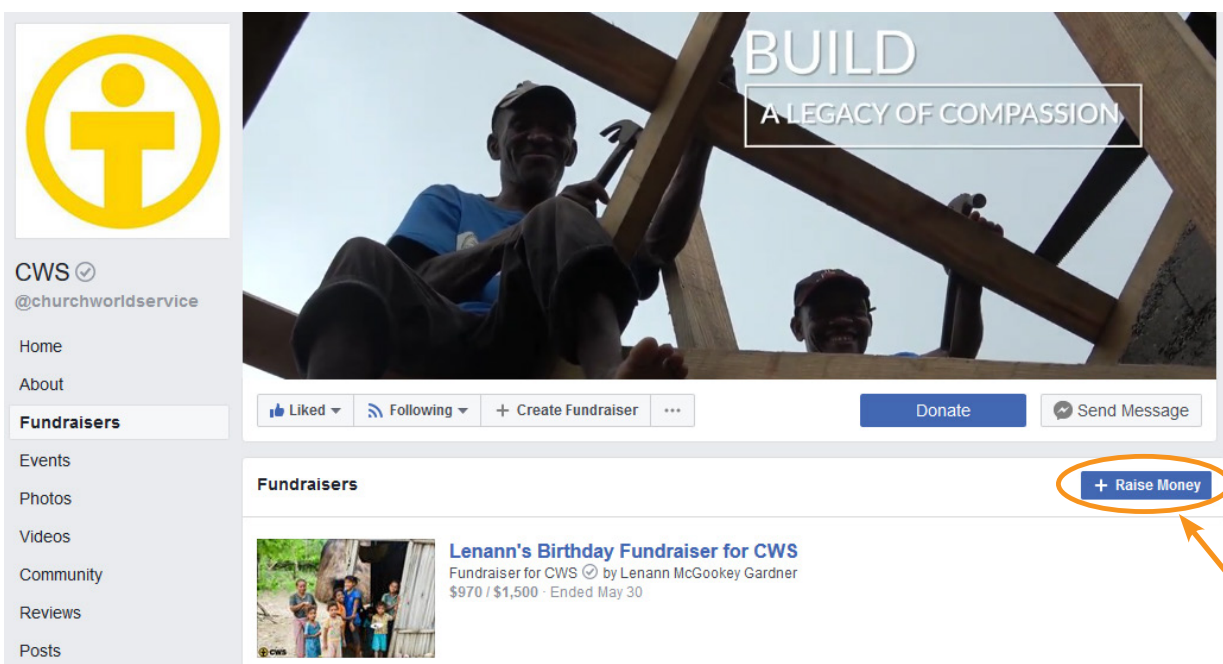 BUILD
A LEGACY OF COMPASSION
CWS
@churchworldservice
Home
About
Fundraisers
Events
Photos
Videos
Community
Reviews
Posts
Liked
Following
+ Create Fundraiser
...
Donate
Send Message
Fundraisers
+ Raise Money
Lenann's Birthday Fundraiser for CWS
Fundraiser for CWS by Lenann McGookey Gardner
$970 / $1,500 · Ended May 30
CWS